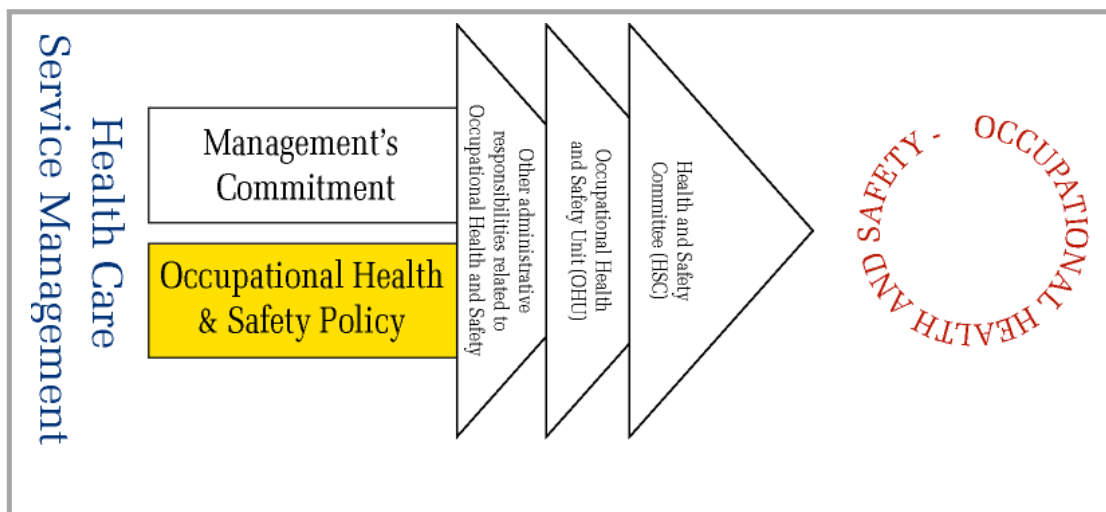 Health Care
Service Management
Management’s
Commitment
Occupational Health
& Safety Policy
Other administrative
responsibilities related to
Occupational Health and Safety
Occupational Health
and Safety Unit (OHU)
Health and Safety
Committee (HSC)
OCCUPATIONAL HEALTH AND SAFETY -